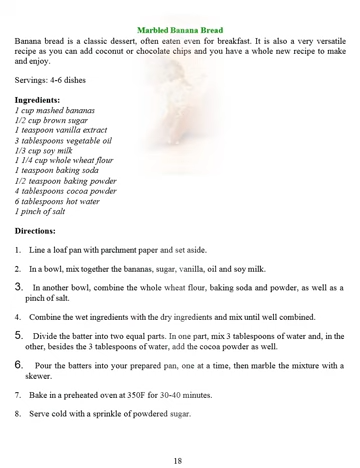 Marbled Banana Bread
Banana bread is a classic dessert, often eaten even for breakfast. It is also a very versatile
recipe as you can add coconut or chocolate chips and you have a whole new recipe to make
and enjoy.
Servings: 4-6 dishes
Ingredients:
1 cup mashed bananas
1/2 cup brown sugar
1 teaspoon vanilla extract
3 tablespoons vegetable oil
1/3 cup soy milk
1 1/4 cup whole wheat flour
1 teaspoon baking soda
1/2 teaspoon baking powder
4 tablespoons cocoa powder
6 tablespoons hot water
1 pinch of salt
Directions:
1. Line a loaf pan with parchment paper and set aside.
2. In a bowl, mix together the bananas, sugar, vanilla, oil and soy milk.
3. In another bowl, combine the whole wheat flour, baking soda and powder, as well as a
pinch of salt.
4. Combine the wet ingredients with the dry ingredients and mix until well combined.
5. Divide the batter into two equal parts. In one part, mix 3 tablespoons of water and, in the
other, besides the 3 tablespoons of water, add the cocoa powder as well.
6. Pour the batters into your prepared pan, one at a time, then marble the mixture with a
skewer.
7. Bake in a preheated oven at 350F for 30-40 minutes.
8. Serve cold with a sprinkle of powdered sugar.
18